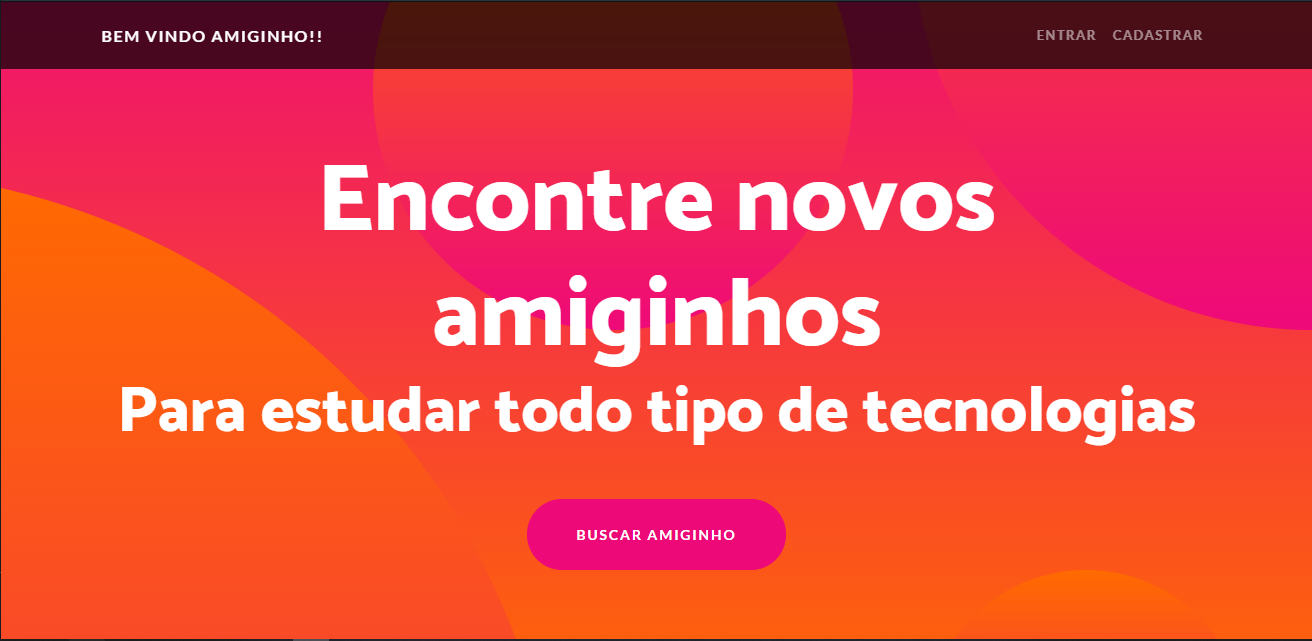 BEM VINDO AMIGINHO!!
ENTRAR CADASTRAR
Encontre novos
amiginhos
Para estudar todo tipo de tecnologias
BUSCAR AMIGINHO